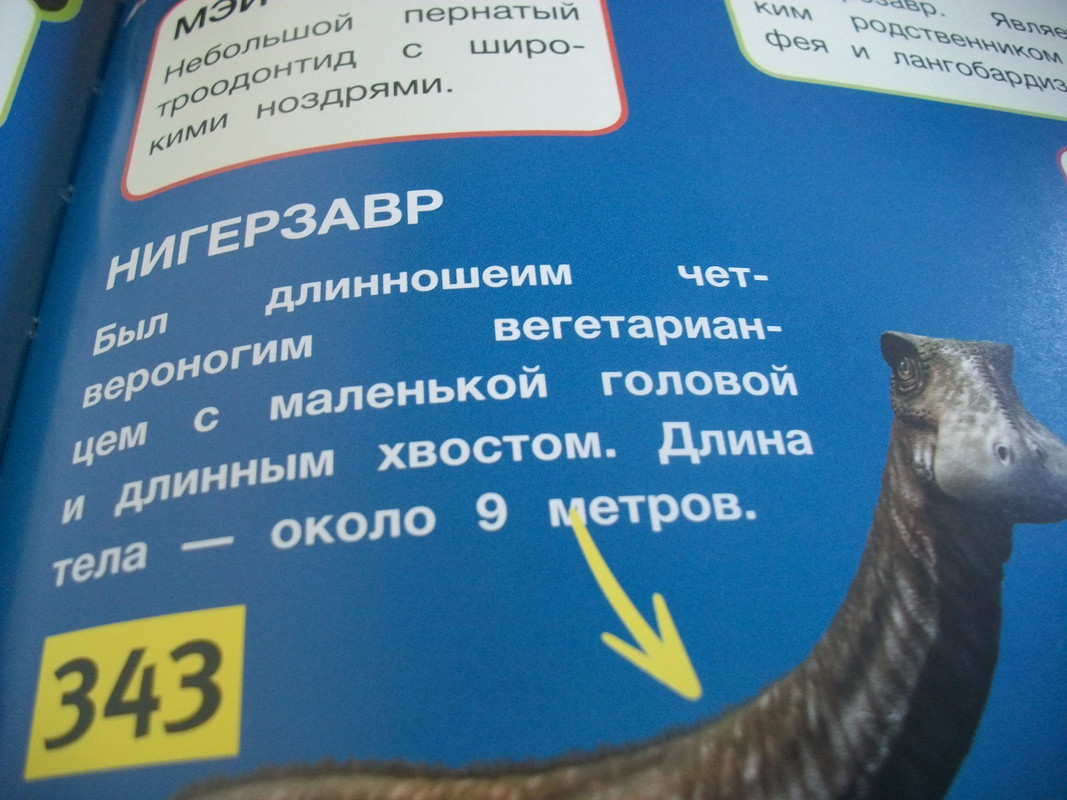 Небольшой пернатый
троодонтид с широ-
кими ноздрями.
ким родственником
фея и
НИГЕРЗАВР
Был длинношеим чет-
вероногим вегетариан-
цем с маленькой головой
и длинным хвостом. Длина
тела — около 9 метров.
343